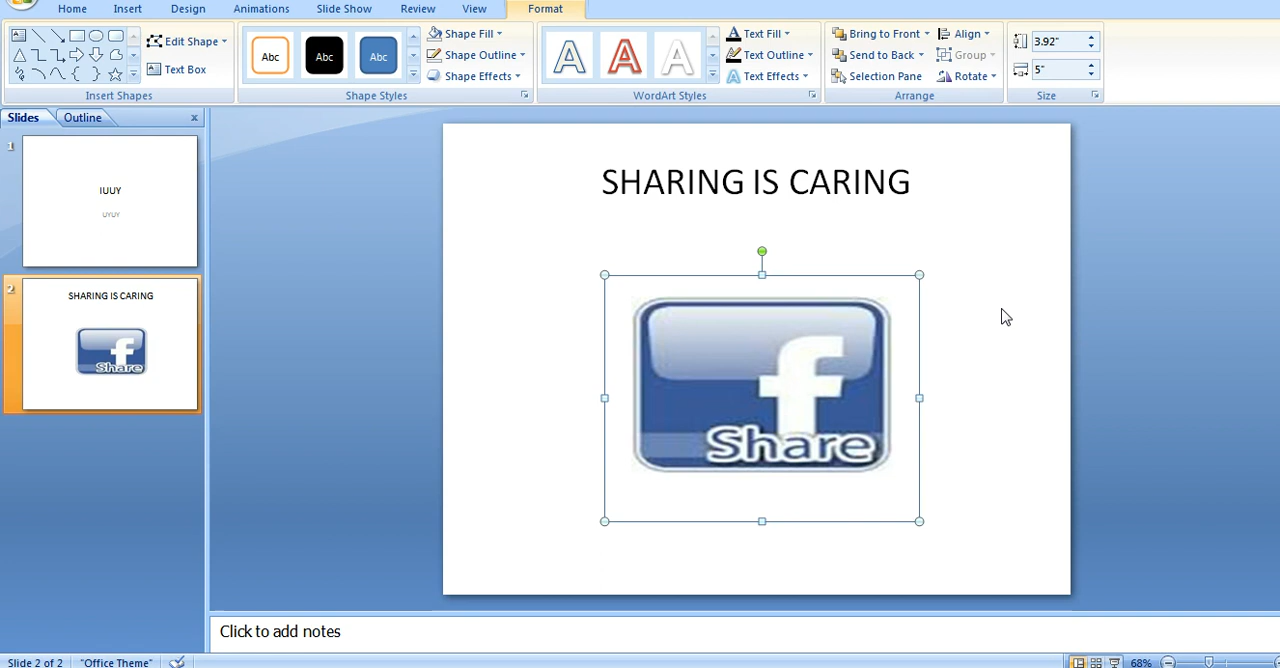 Home Insert Design Animations Slide Show Review View Format
Edit Shape
Text Box
Insert Shapes
Abc Abc Abc
Shape Fill
Shape Outline
Shape Effects
Shape Styles
A A A
Text Fill
Text Outline
Text Effects
WordArt Styles
Bring to Front
Send to Back
Selection Pane
Align
Group
Rotate
Arrange
3.92"
5"
Size
Slides Outline x
1
IUUY
UYUY
2
SHARING IS CARING
f
Share
SHARING IS CARING
f
Share
Click to add notes
Slide 2 of 2 "Office Theme" 68%